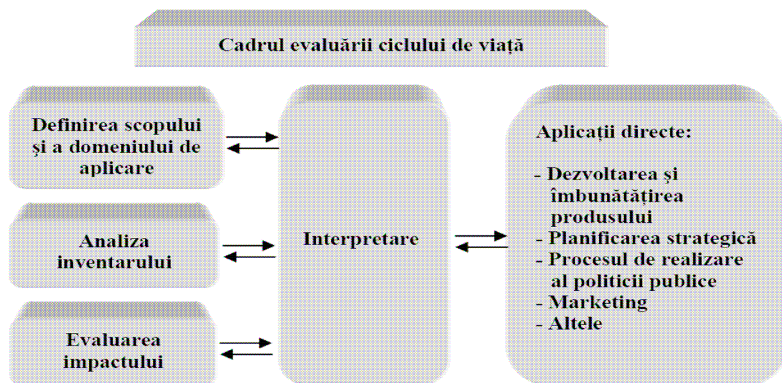 Cadrul evaluării ciclului de viață
Definirea scopului
și a domeniului de
aplicare
Analiza
inventarului
Evaluarea
impactului
Interpretare
Aplicații directe:
- Dezvoltarea și
îmbunătățirea
produsului
- Planificarea strategică
- Procesul de realizare
al politicii publice
- Marketing
- Altele